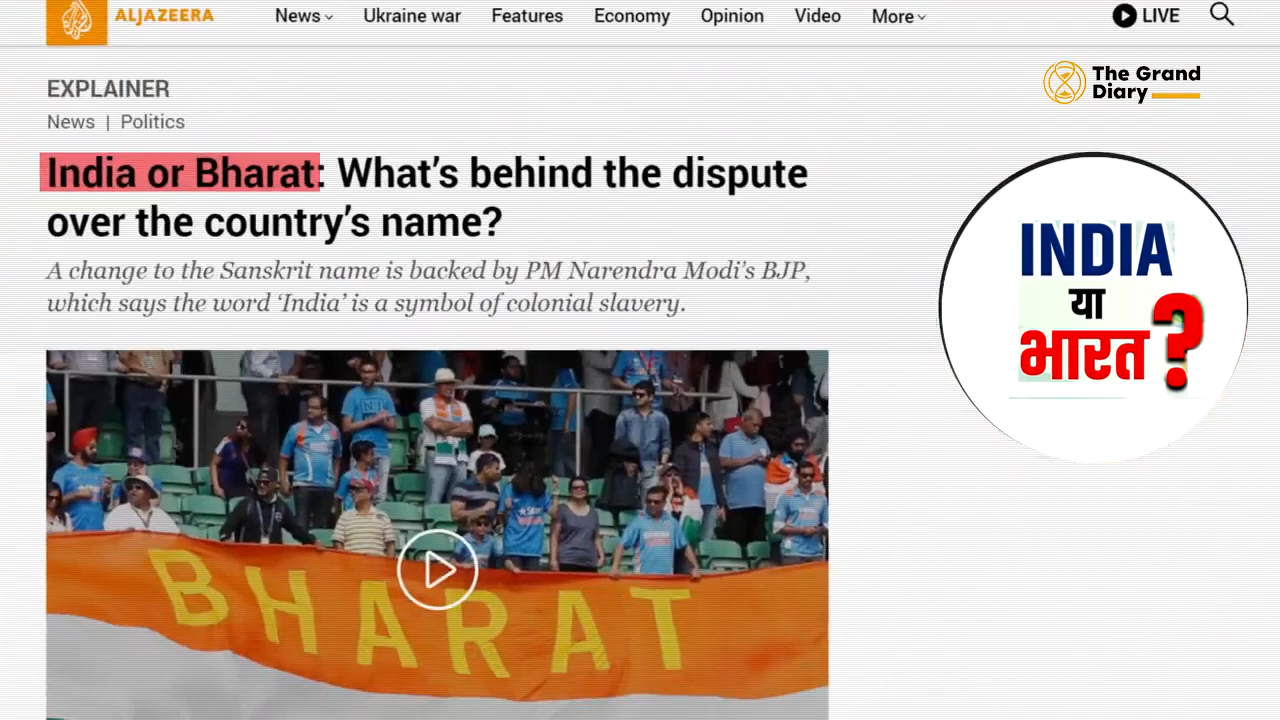 ALJAZEERA
News Ukraine war Features Economy Opinion Video More LIVE
The Grand
Diary
EXPLAINER
News | Politics
India or Bharat: What’s behind the dispute
over the country’s name?
A change to the Sanskrit name is backed by PM Narendra Modi’s BJP,
which says the word ‘India’ is a symbol of colonial slavery.
INDIA
या
भारत?
BHARAT